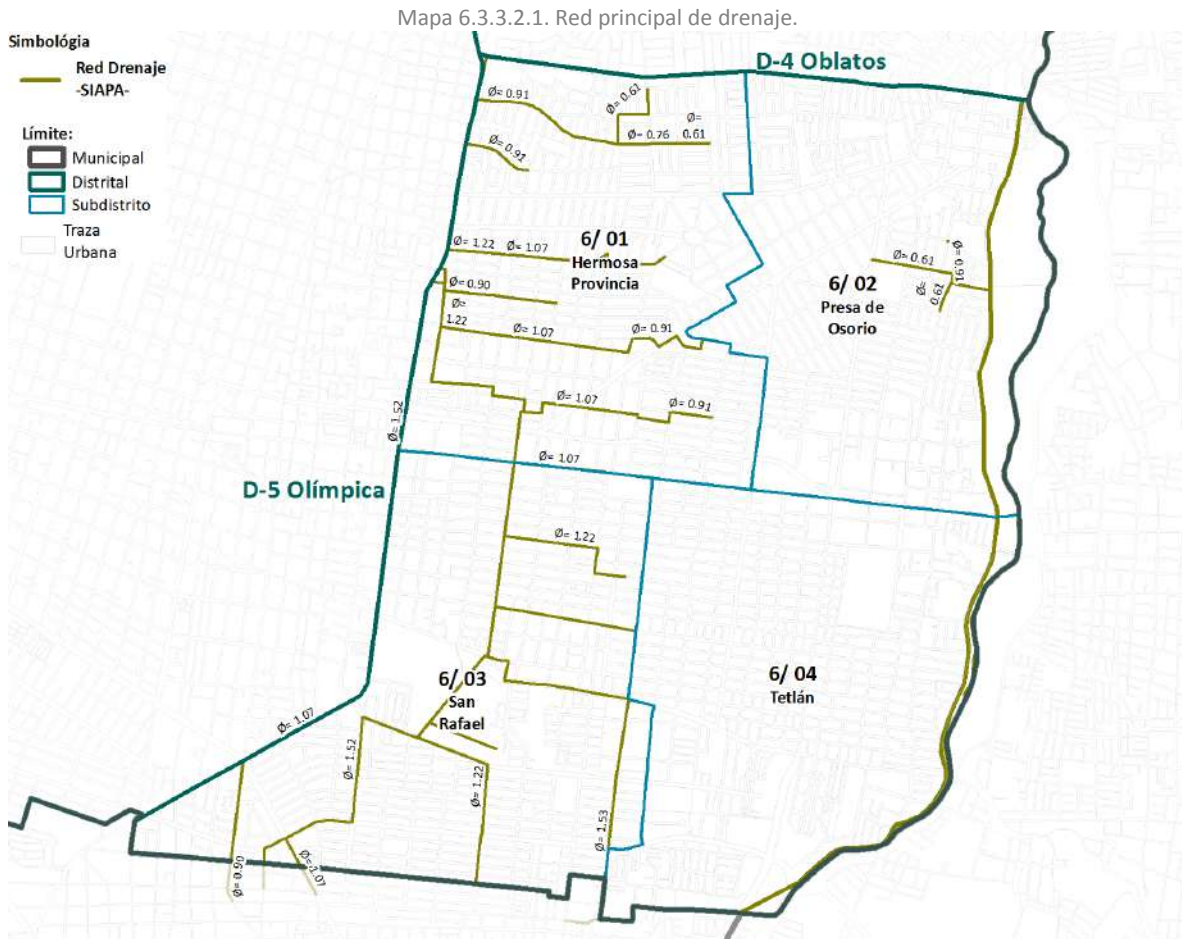 Mapa 6.3.3.2.1. Red principal de drenaje.
Simbológia
Red Drenaje
-SIAPA-
Límite:
Municipal
Distrital
Subdistrito
Traza
Urbana
D-4 Oblatos
Ø= 0.91
Ø= 0.61
Ø=
Ø= 0.76
0.61
Ø= 0.91
Ø= 1.22
Ø= 1.07
6/ 01
Hermosa
Provincia
Ø= 0.61
Ø= 0.91
Ø=
0.61
6/ 02
Presa de
Osorio
Ø= 0.90
Ø=
1.22
Ø= 1.07
Ø= 0.91
Ø= 1.07
Ø= 0.91
Ø= 1.52
Ø= 1.07
D-5 Olímpica
Ø= 1.22
6/ 03
San
Rafael
6/ 04
Tetlán
Ø= 1.07
Ø= 1.52
Ø= 1.22
Ø= 1.53
Ø= 0.90
Ø= 1.07